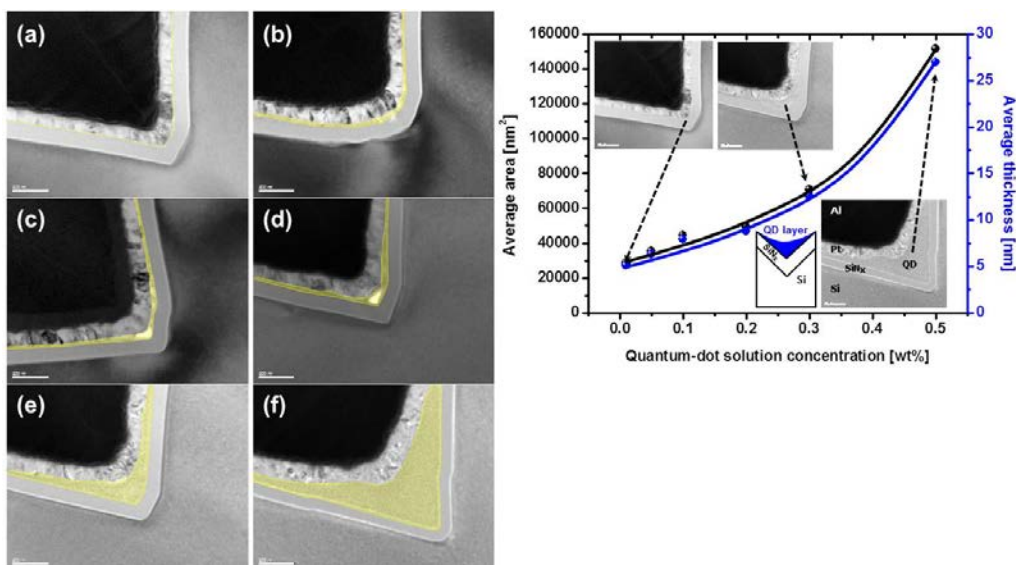 (a)
(b)
(c)
(d)
(e)
(f)
160000
140000
120000
100000
80000
60000
40000
20000
0
Average area [nm²]
30
25
20
15
10
5
0
Average thickness [nm]
0.0 0.1 0.2 0.3 0.4 0.5
Quantum-dot solution concentration [wt%]
QD layer
SiNx
Si
Al
Pt
QD
SiNx
Si